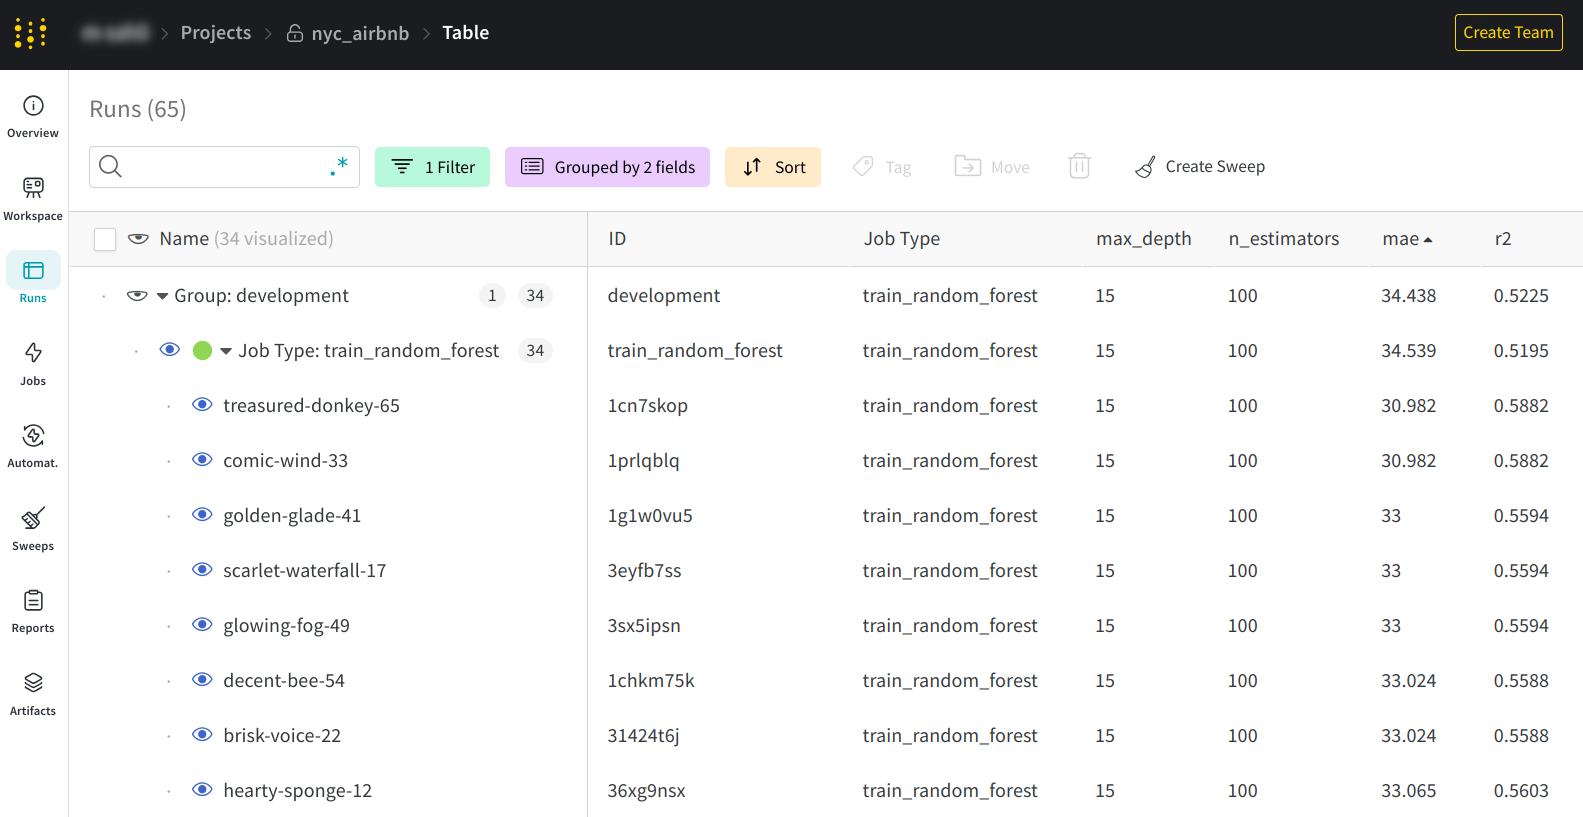 Projects > nyc_airbnb > Table
Create Team
Overview
Workspace
Runs
Jobs
Automat.
Sweeps
Reports
Artifacts
Runs (65)
.* 1 Filter Grouped by 2 fields Sort Tag Move Create Sweep
Name (34 visualized) ID Job Type max_depth n_estimators mae r2
Group: development 1 34 development train_random_forest 15 100 34.438 0.5225
Job Type: train_random_forest 34 train_random_forest train_random_forest 15 100 34.539 0.5195
treasured-donkey-65 1cn7skop train_random_forest 15 100 30.982 0.5882
comic-wind-33 1prlqblq train_random_forest 15 100 30.982 0.5882
golden-glade-41 1g1w0vu5 train_random_forest 15 100 33 0.5594
scarlet-waterfall-17 3eyfb7ss train_random_forest 15 100 33 0.5594
glowing-fog-49 3sx5ipsn train_random_forest 15 100 33 0.5594
decent-bee-54 1chkm75k train_random_forest 15 100 33.024 0.5588
brisk-voice-22 31424t6j train_random_forest 15 100 33.024 0.5588
hearty-sponge-12 36xg9nsx train_random_forest 15 100 33.065 0.5603